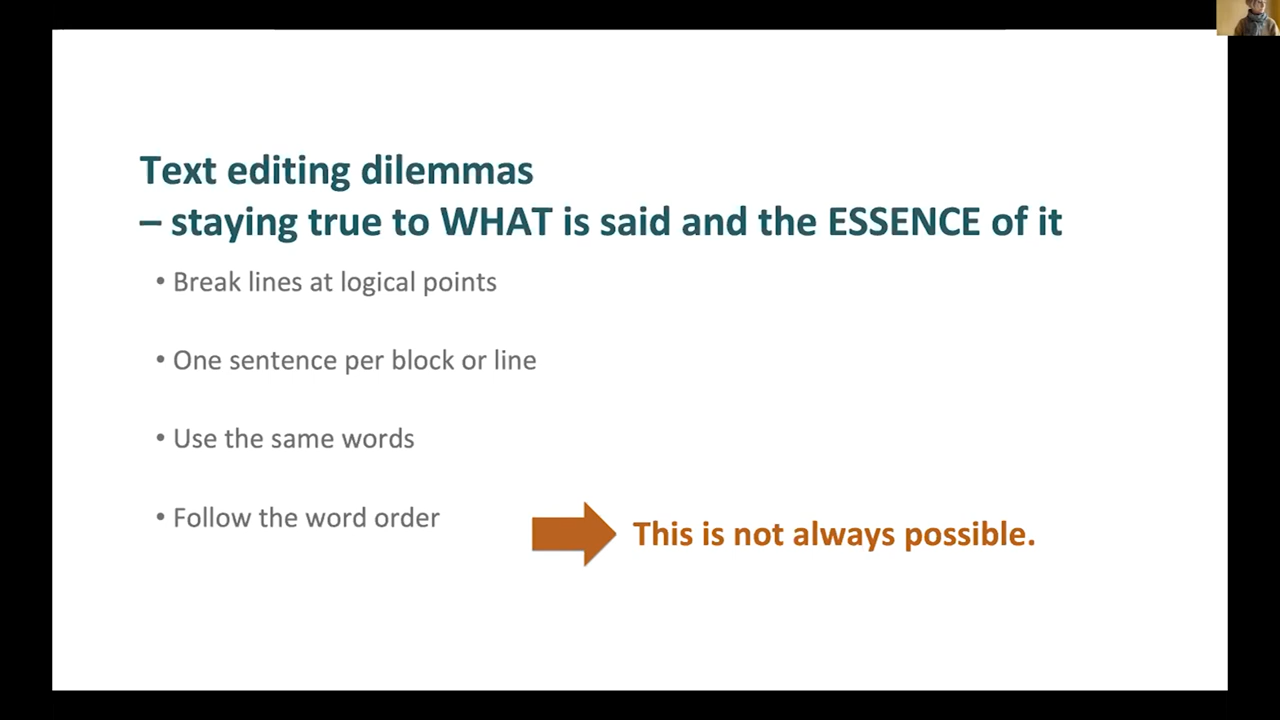 Text editing dilemmas
– staying true to WHAT is said and the ESSENCE of it
• Break lines at logical points
• One sentence per block or line
• Use the same words
• Follow the word order
This is not always possible.